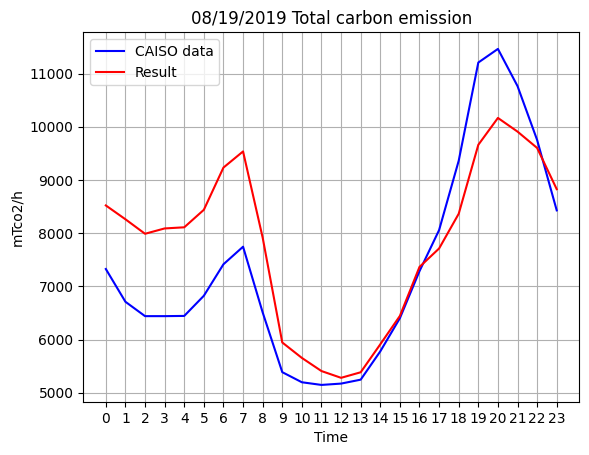 08/19/2019 Total carbon emission
CAISO data
Result
mTco2/h
11000
10000
9000
8000
7000
6000
5000
0 1 2 3 4 5 6 7 8 9 10 11 12 13 14 15 16 17 18 19 20 21 22 23
Time